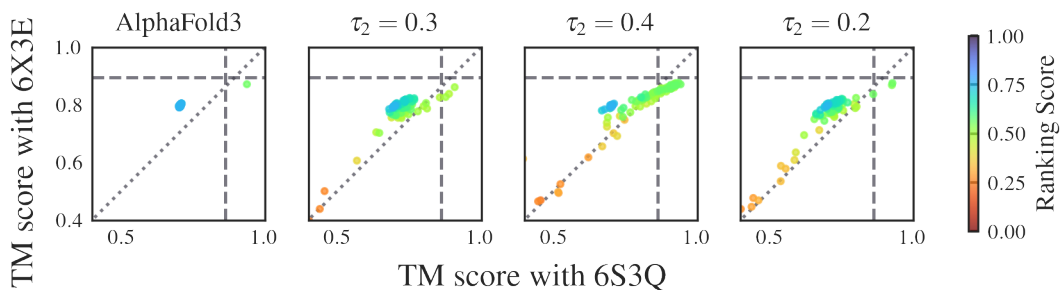 AlphaFold3
τ₂ = 0.3
τ₂ = 0.4
τ₂ = 0.2
TM score with 6X3E
1.0
0.8
0.6
0.4
0.5
1.0
0.5
1.0
0.5
1.0
0.5
1.0
TM score with 6S3Q
1.00
0.75
0.50
0.25
0.00
Ranking Score